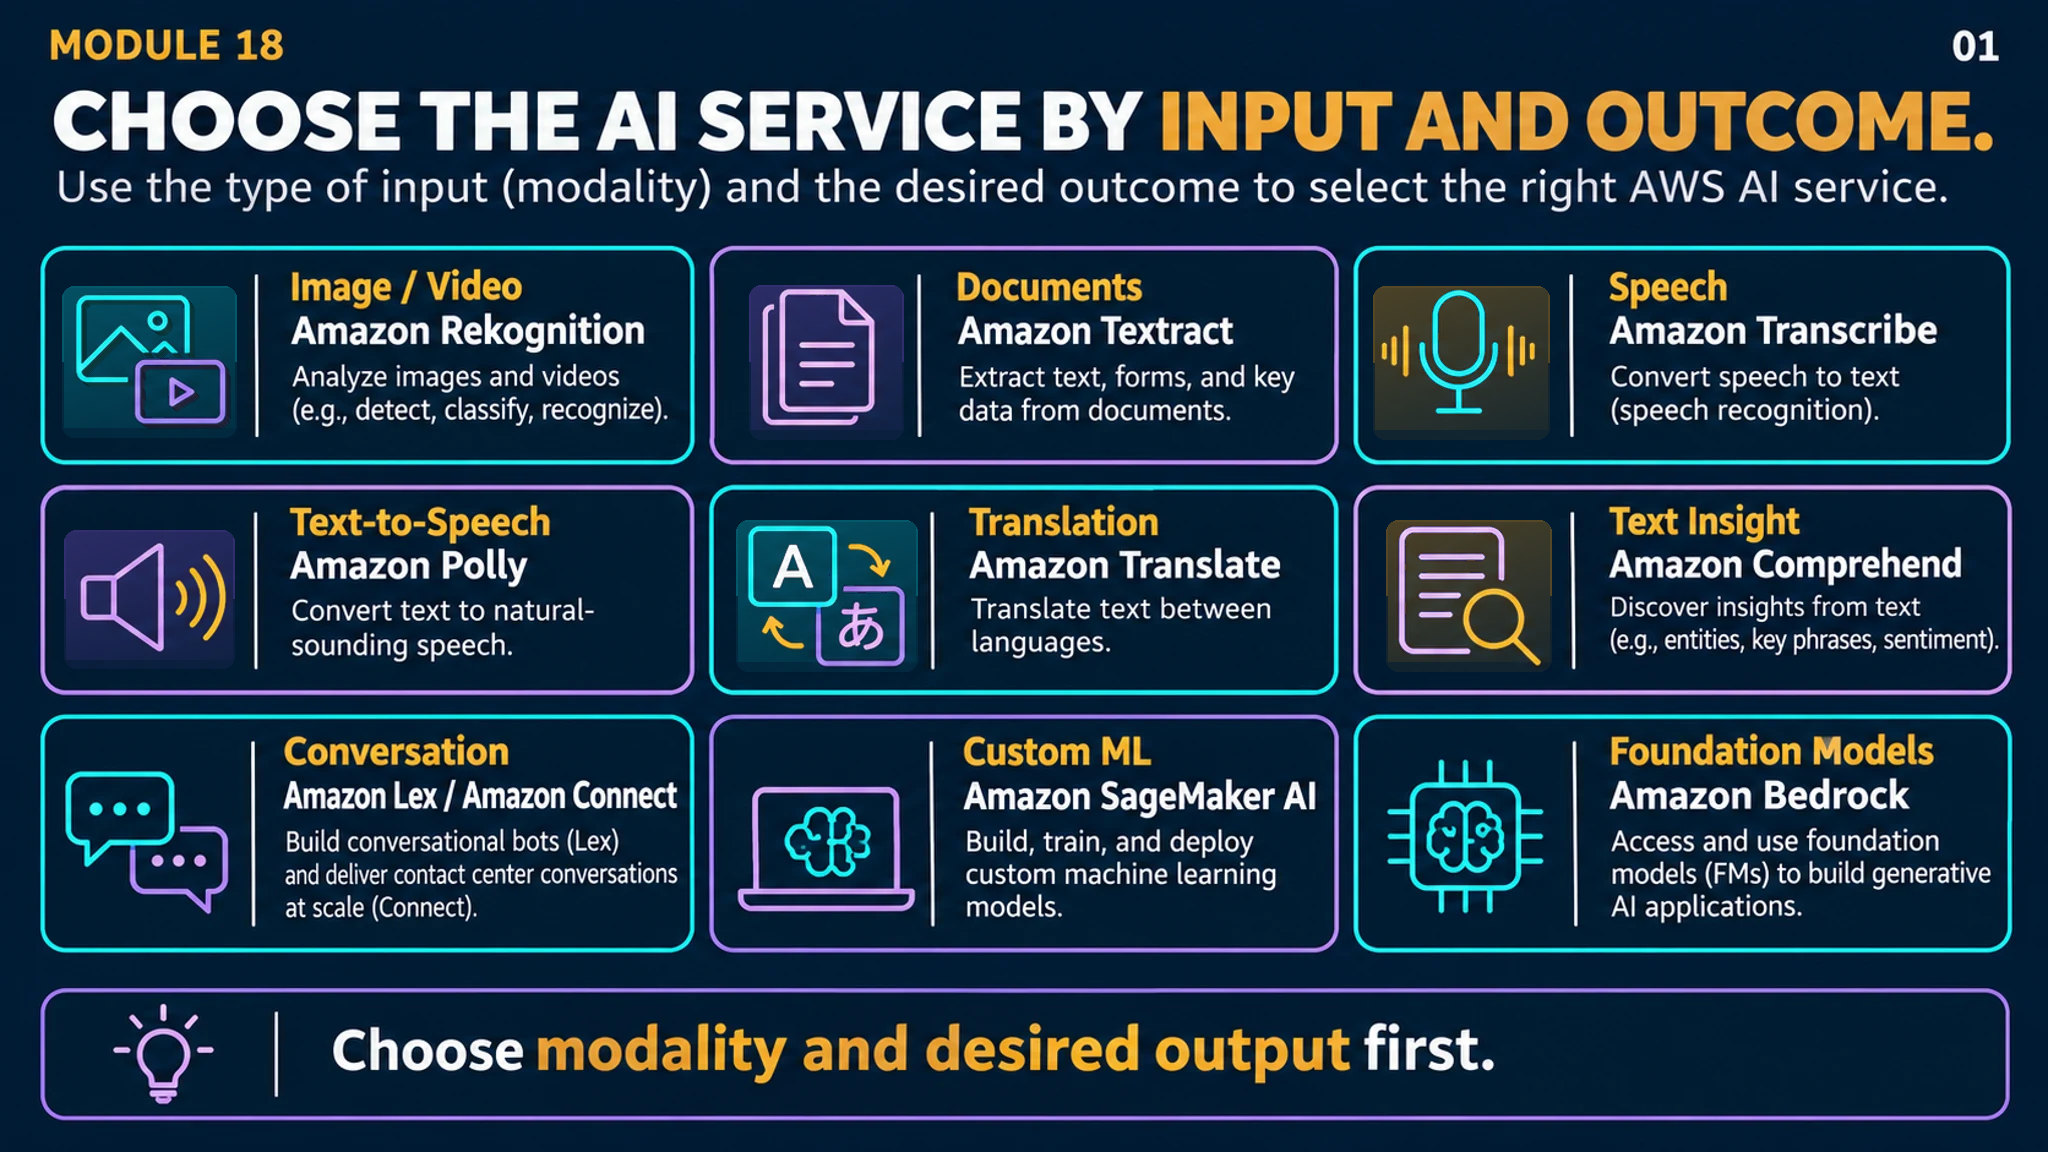 MODULE 18
01
CHOOSE THE AI SERVICE BY INPUT AND OUTCOME.
Use the type of input (modality) and the desired outcome to select the right AWS AI service.
Image / Video
Amazon Rekognition
Analyze images and videos
(e.g., detect, classify, recognize).
Documents
Amazon Textract
Extract text, forms, and key
data from documents.
Speech
Amazon Transcribe
Convert speech to text
(speech recognition).
Text-to-Speech
Amazon Polly
Convert text to natural-
sounding speech.
A
あ
Translation
Amazon Translate
Translate text between
languages.
Text Insight
Amazon Comprehend
Discover insights from text
(e.g., entities, key phrases, sentiment).
Conversation
Amazon Lex / Amazon Connect
Build conversational bots (Lex)
and deliver contact center conversations
at scale (Connect).
Custom ML
Amazon SageMaker AI
Build, train, and deploy
custom machine learning
models.
Foundation Models
Amazon Bedrock
Access and use foundation
models (FMs) to build generative
AI applications.
Choose modality and desired output first.